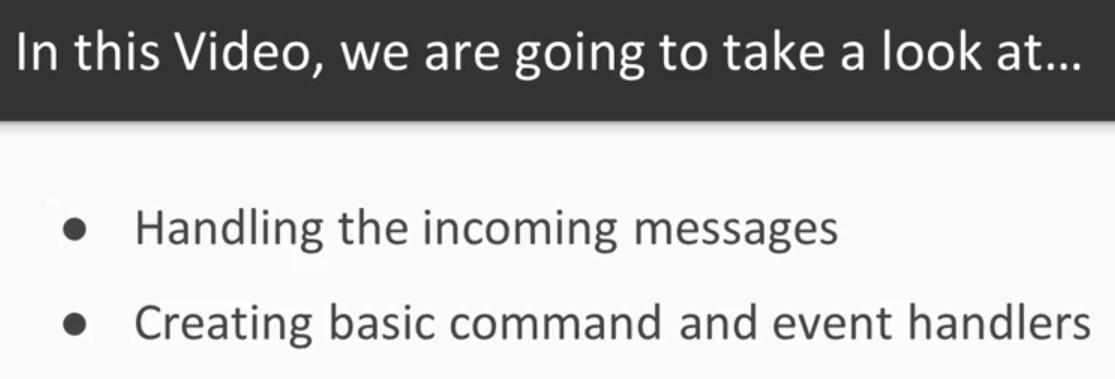 In this Video, we are going to take a look at...
● Handling the incoming messages
● Creating basic command and event handlers